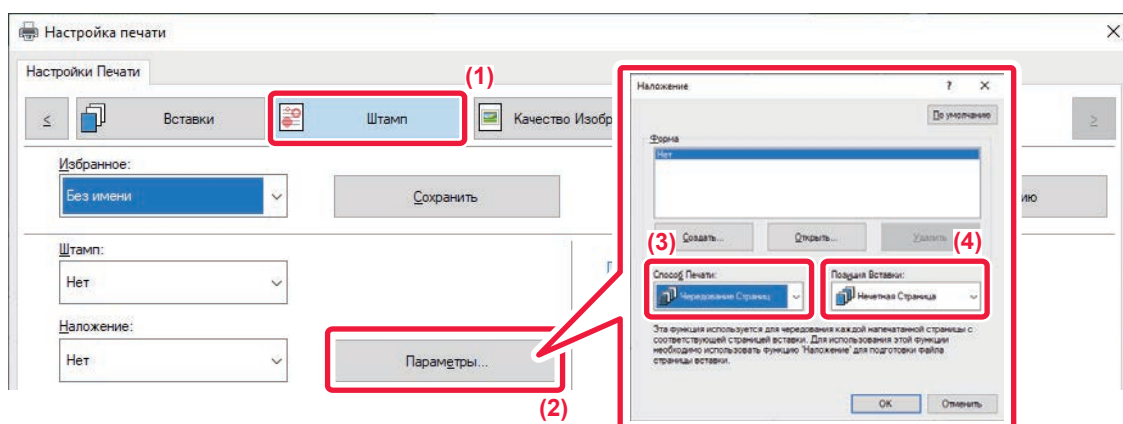 Настройка печати
Настройки Печати
(1)
Вставки
Штамп
Качество Изобр
Избранное:
Без имени
Сохранить
ию
Штамп:
Нет
Наложение:
Нет
Параметры...
(2)
Наложение
?
По умолчанию
Форма
Нет
Создать...
Открыть...
Удалить
(3)
(4)
Способ Печати:
Позиция Вставки:
Чередование Страниц
Нечетная Страница
Эта функция используется для чередования каждой напечатанной страницы с
соответствующей страницей вставки. Для использования этой функции
необходимо использовать функцию 'Наложение' для подготовки файла
страницы вставки.
OK
Отменить